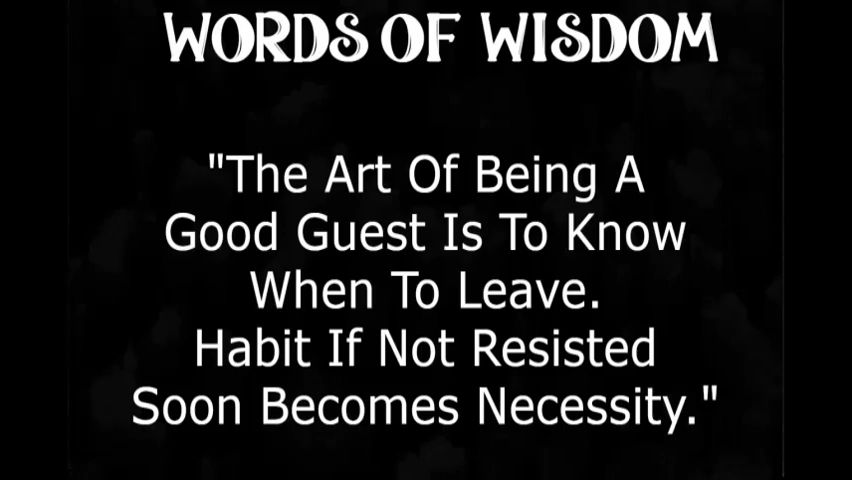 WORDS OF WISDOM
"The Art Of Being A
Good Guest Is To Know
When To Leave.
Habit If Not Resisted
Soon Becomes Necessity."